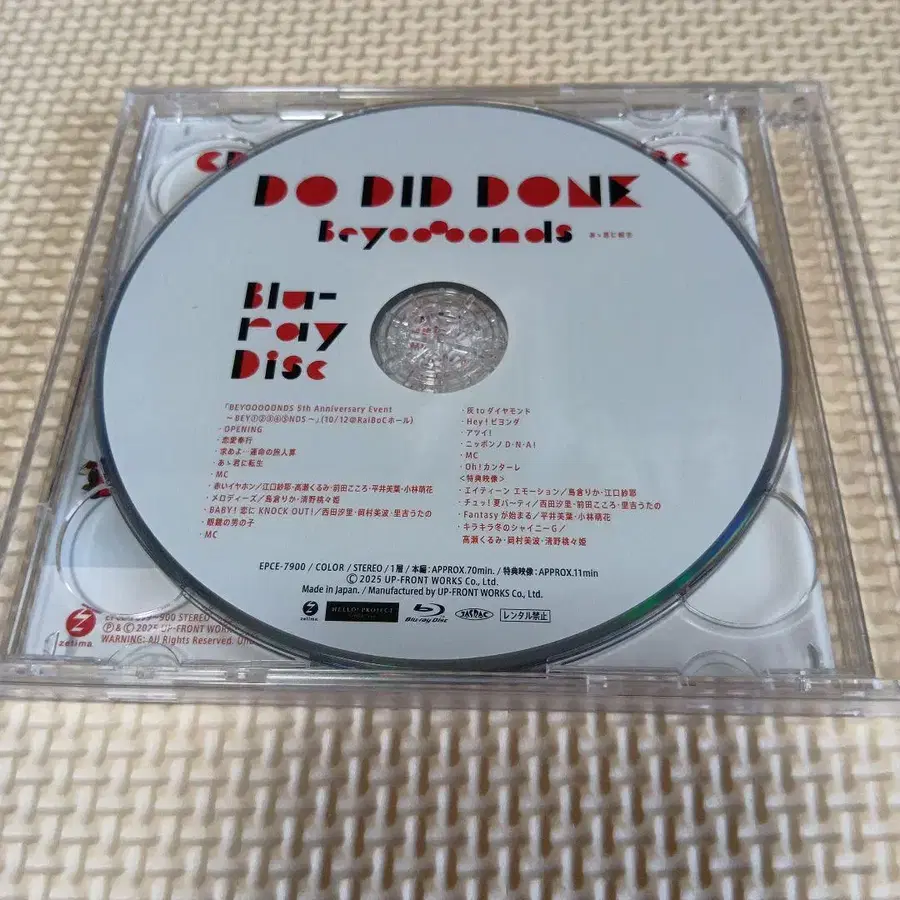 DO DID DONE
BEYOOOOONDS
あゝ君に転生
Blu-
ray
Disc
「BEYOOOOONDS 5th Anniversary Event
～BEY①②③④⑤NDS～」(10/12@RaiBoCホール)
・OPENING
・恋愛奉行
・求めよ…運命の旅人算
・あゝ君に転生
・MC
・赤いイヤホン／江口紗耶・高瀬くるみ・前田こころ・平井美葉・小林萌花
・メロディーズ／島倉りか・清野桃々姫
・BABY! 恋に KNOCK OUT!／西田汐里・岡村美波・里吉うたの
・眼鏡の男の子
・MC
・灰toダイヤモンド
・Hey!ビヨンダ
・アツイ!
・ニッポンノD・N・A!
・MC
・Oh!カンターレ
<特典映像>
・エイティーン エモーション／島倉りか・江口紗耶
・チュッ!夏パーティ／西田汐里・前田こころ・里吉うたの
・Fantasyが始まる／平井美葉・小林萌花
・キラキラ冬のシャイニーG／
高瀬くるみ・岡村美波・清野桃々姫
EPCE-7900 / COLOR / STEREO / 1層 / 本編:APPROX.70min. / 特典映像:APPROX.11min
Ⓒ 2025 UP-FRONT WORKS Co., Ltd.
Made in Japan. / Manufactured by UP-FRONT WORKS Co., Ltd.
zetima
HELLO! PROJECT
Blu-ray Disc
JASRAC
レンタル禁止
900 STEREO
Ⓟ & Ⓒ 2025 UP-FRONT WORKS
zetima
WARNING: All Rights Reserved.